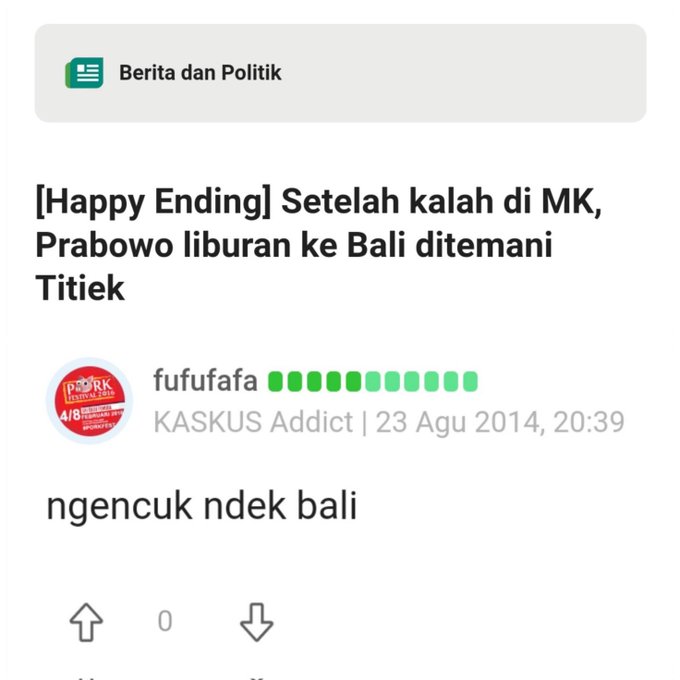 Berita dan Politik
[Happy Ending] Setelah kalah di MK,
Prabowo liburan ke Bali ditemani
Titiek
fufufafa
KASKUS Addict | 23 Agu 2014, 20:39
PORK
FESTIVAL 2016
4/8
FEBRUARI 2016
#PORKFEST
ngencuk ndek bali
0